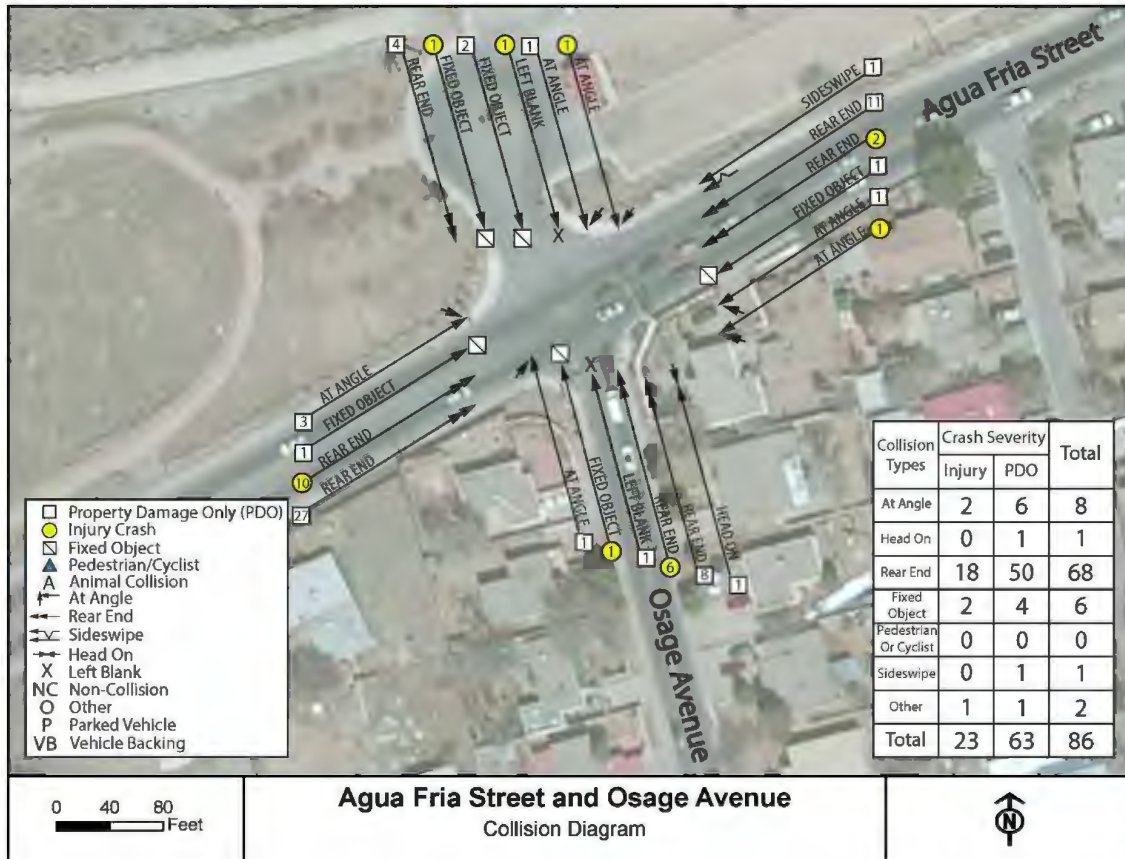 4 1 2 1 1 1
REAR END
FIXED OBJECT
FIXED OBJECT
LEFT BLANK
AT ANGLE
AT ANGLE
X
SIDESWIPE 1
REAR END 11
REAR END 2
FIXED OBJECT 1
AT ANGLE 1
AT ANGLE 1
Agua Fria Street
3 AT ANGLE
1 FIXED OBJECT
10 REAR END
27 REAR END
X
AT ANGLE
FIXED OBJECT
LEFT BLANK
REAR END
REAR END
HEAD ON
1 1 1 6 8 1
Osage Avenue
Property Damage Only (PDO)
Injury Crash
Fixed Object
Pedestrian/Cyclist
A Animal Collision
At Angle
Rear End
Sideswipe
Head On
X Left Blank
NC Non-Collision
O Other
P Parked Vehicle
VB Vehicle Backing
Collision Types Crash Severity Total
Injury PDO
At Angle 2 6 8
Head On 0 1 1
Rear End 18 50 68
Fixed Object 2 4 6
Pedestrian Or Cyclist 0 0 0
Sideswipe 0 1 1
Other 1 1 2
Total 23 63 86
0 40 80
Feet
Agua Fria Street and Osage Avenue
Collision Diagram
N